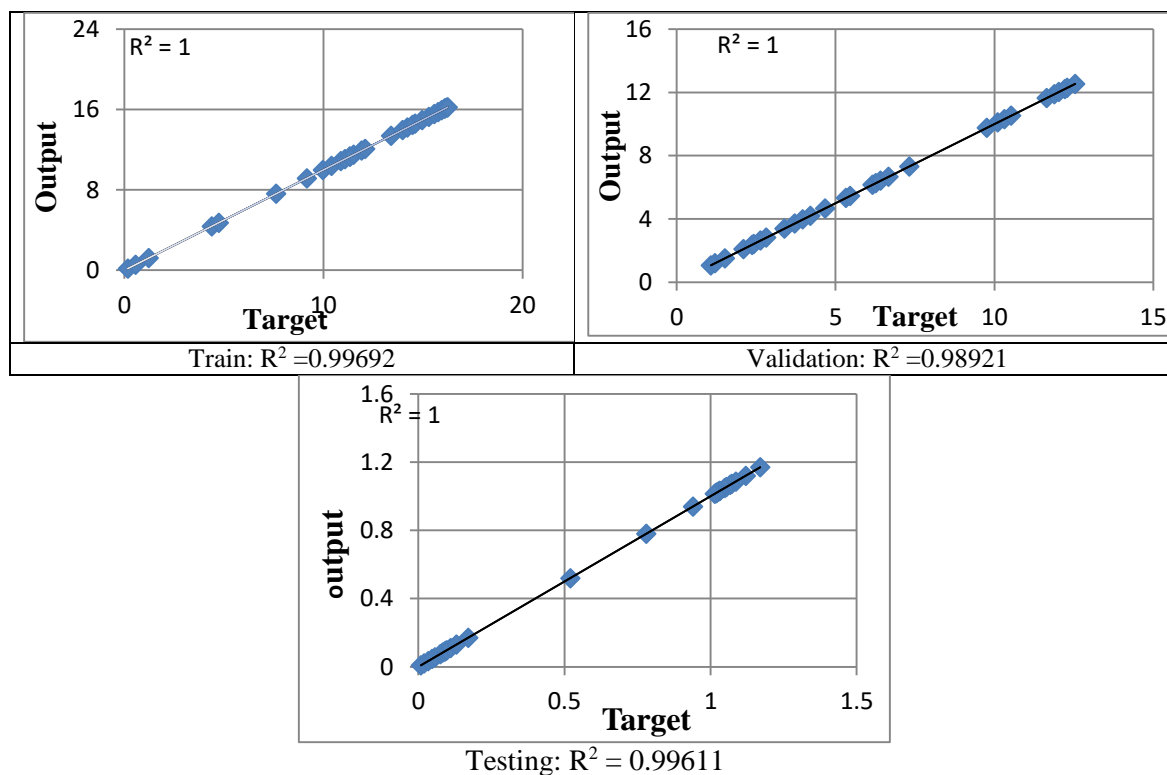 24
R² = 1
16
8
0
0
10
20
Output
Target
Train: R² =0.99692
16
R² = 1
12
8
4
0
0
5
10
15
Output
Target
Validation: R² =0.98921
1.6
R² = 1
1.2
0.8
0.4
0
0
0.5
1
1.5
output
Target
Testing: R² = 0.99611